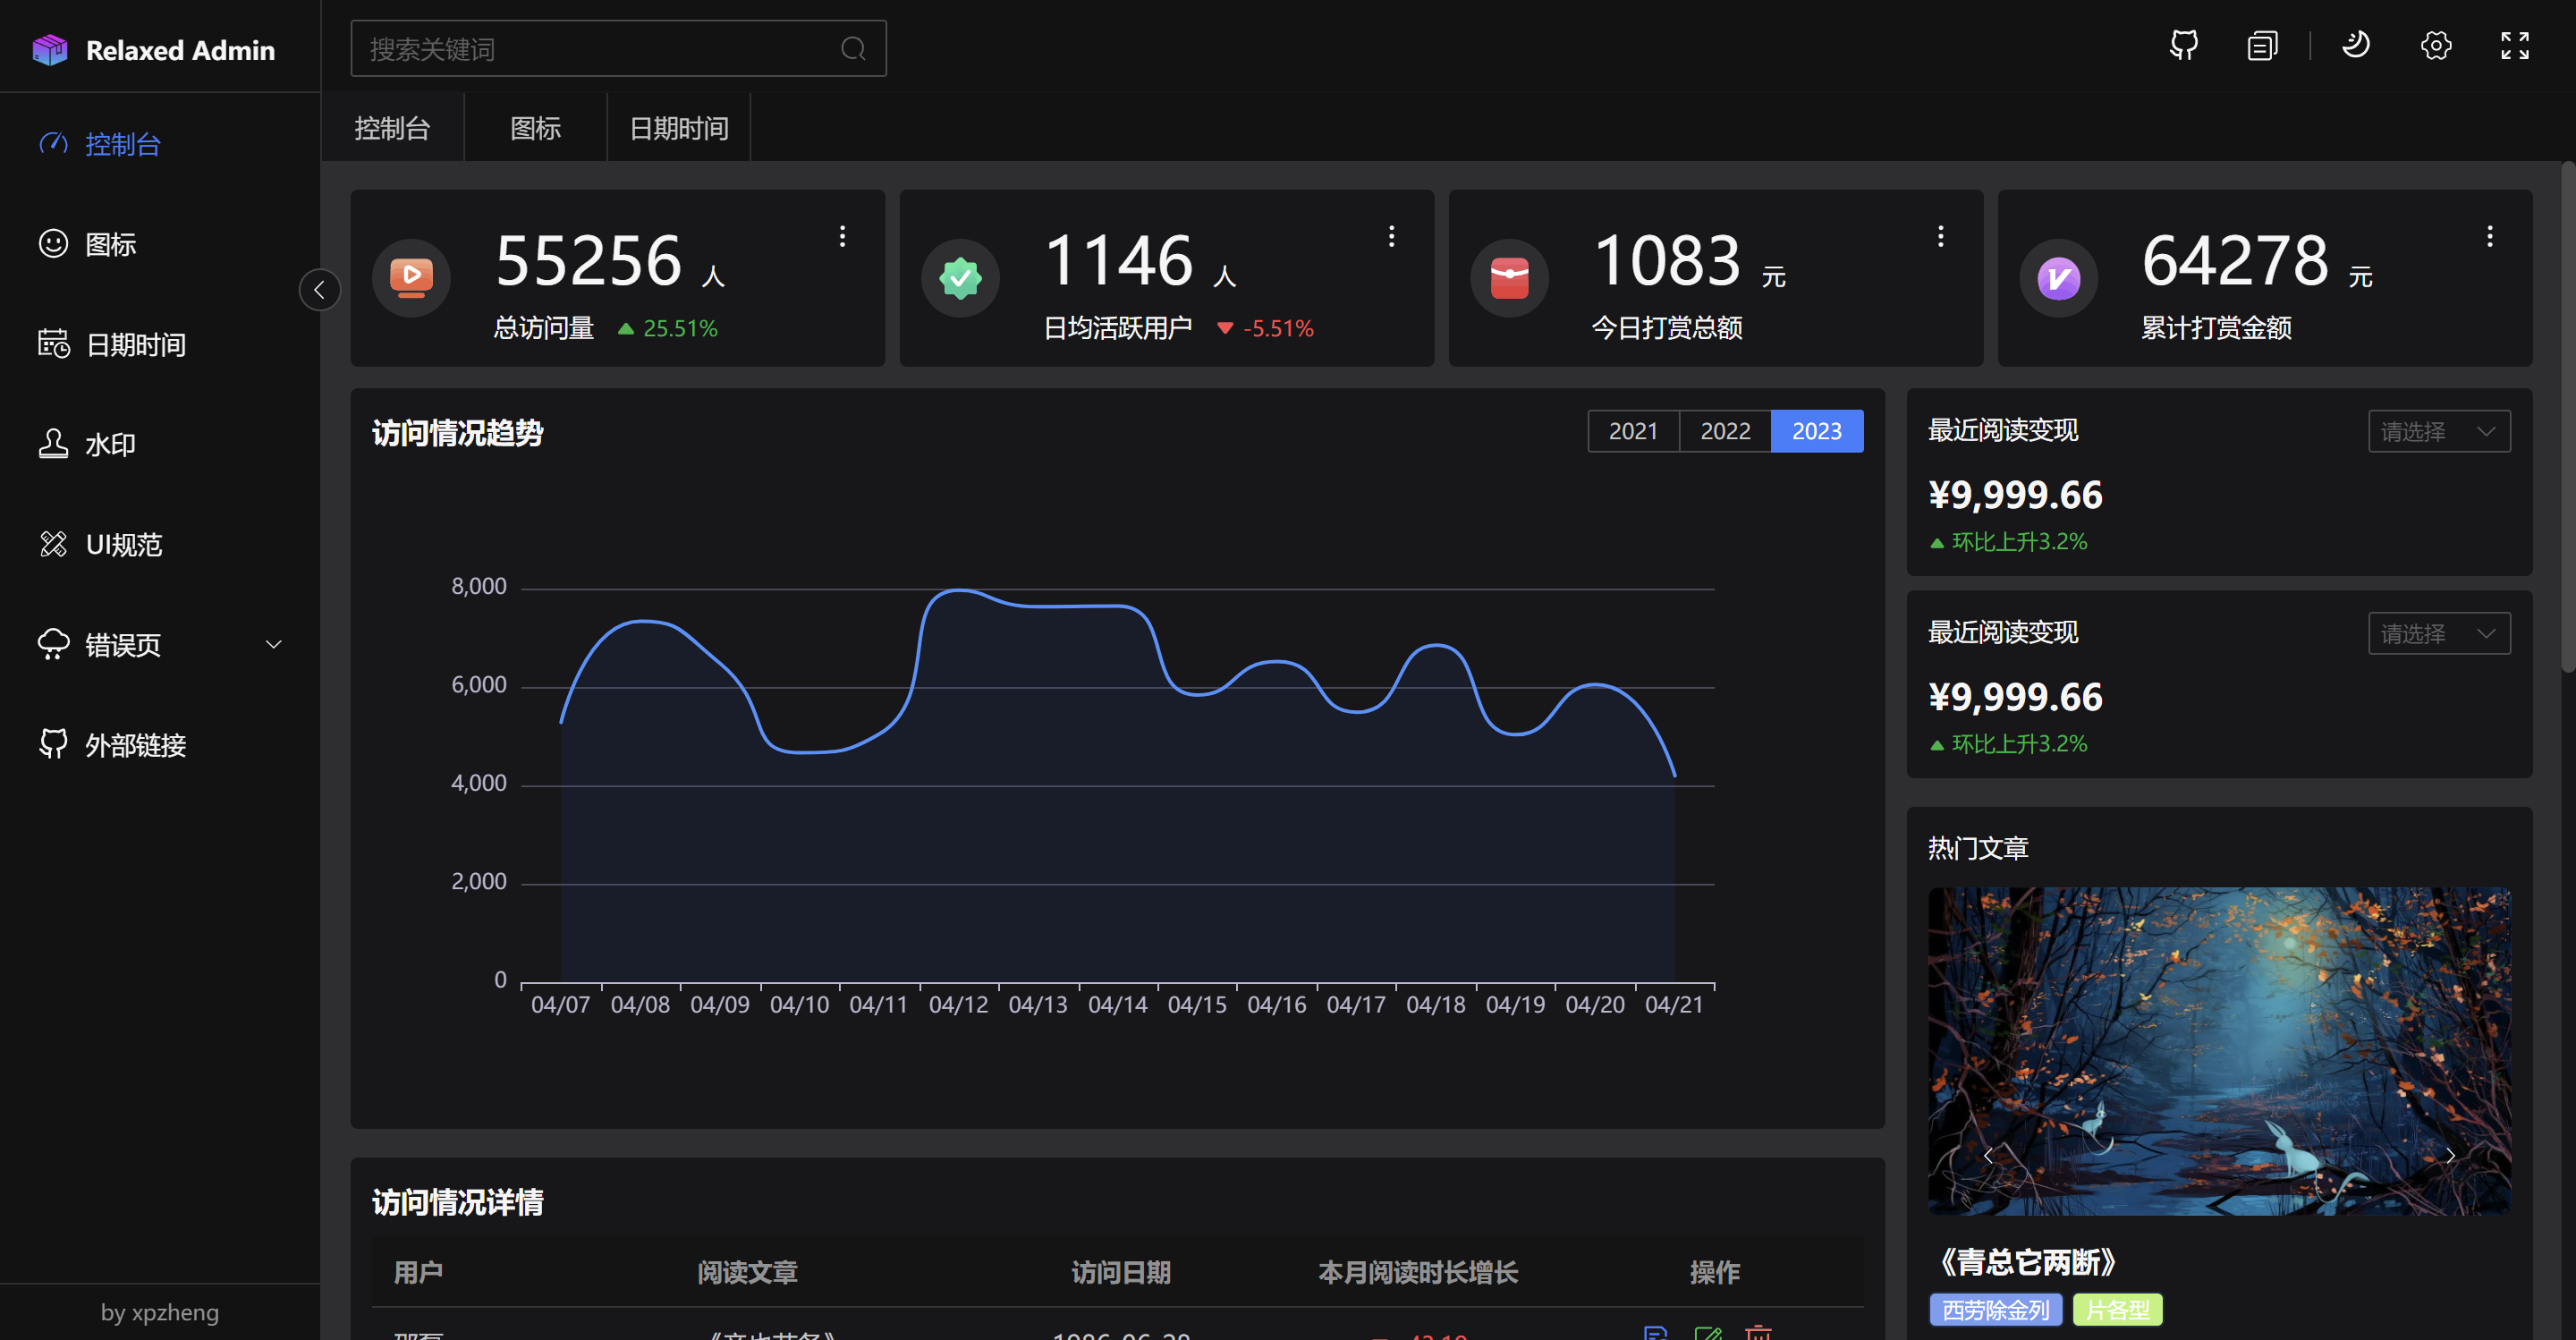 Relaxed Admin
搜索关键词
控制台
图标
日期时间
水印
UI规范
错误页
外部链接
by xpzheng
控制台 图标 日期时间
55256 人
总访问量 25.51%
1146 人
日均活跃用户 -5.51%
1083 元
今日打赏总额
64278 元
累计打赏金额
访问情况趋势
2021 2022 2023
8,000
6,000
4,000
2,000
0
04/07 04/08 04/09 04/10 04/11 04/12 04/13 04/14 04/15 04/16 04/17 04/18 04/19 04/20 04/21
最近阅读变现 请选择
¥9,999.66
环比上升3.2%
最近阅读变现 请选择
¥9,999.66
环比上升3.2%
热门文章
《青总它两断》
西劳除金列 片各型
访问情况详情
用户 阅读文章 访问日期 本月阅读时长增长 操作